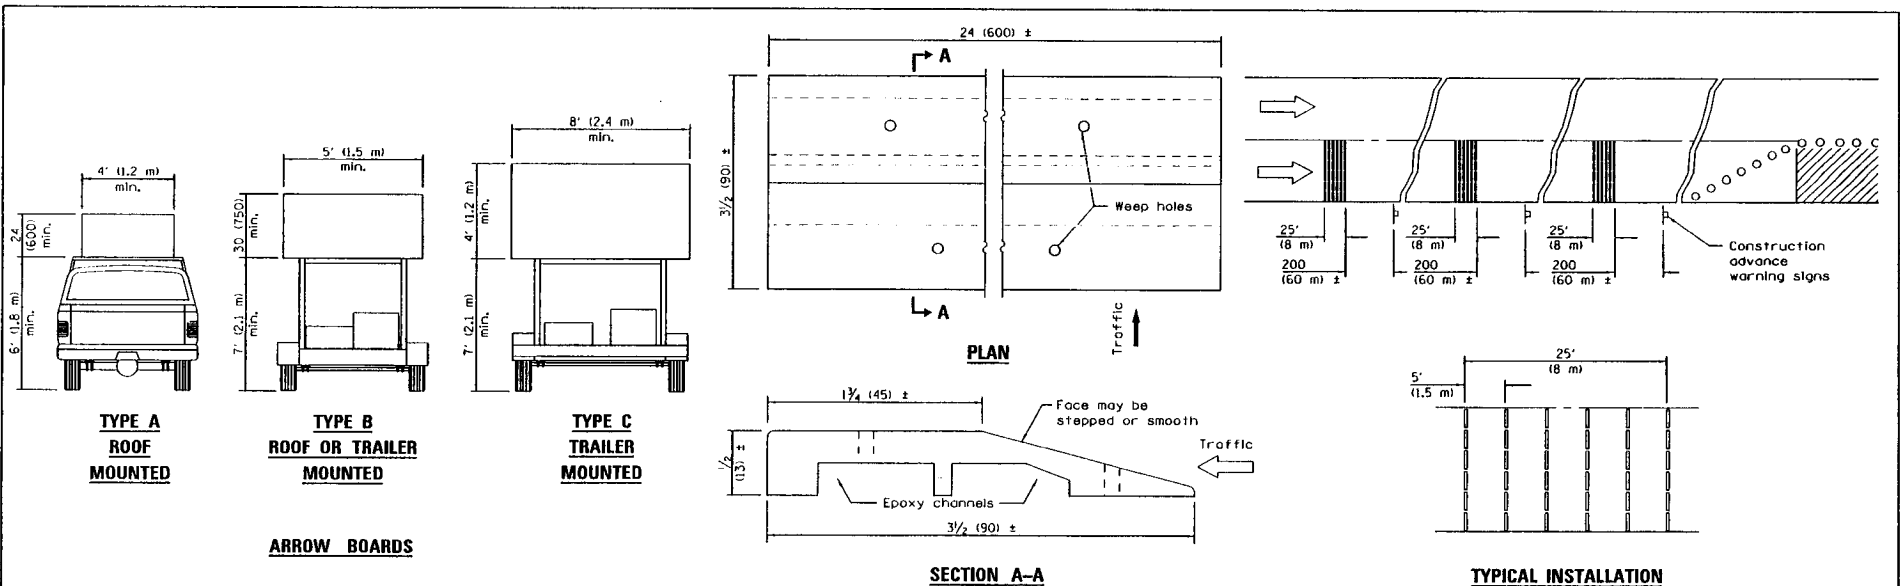 4' (1.2 m)
min.
24
(600)
min.
6' (1.8 m)
min.
TYPE A
ROOF
MOUNTED
5' (1.5 m)
min.
30 (750)
min.
7' (2.1 m)
min.
TYPE B
ROOF OR TRAILER
MOUNTED
8' (2.4 m)
min.
4' (1.2 m)
min.
7' (2.1 m)
min.
TYPE C
TRAILER
MOUNTED
ARROW BOARDS
24 (600) ±
A
3½ (90) ±
Weep holes
A
Traffic
PLAN
1¾ (45) ±
Face may be
stepped or smooth
Traffic
½
(13) ±
Epoxy channels
3½ (90) ±
SECTION A-A
25'
(8 m)
200
(60 m) ±
25'
(8 m)
200
(60 m) ±
25'
(8 m)
200
(60 m) ±
Construction
advance
warning signs
25'
(8 m)
5'
(1.5 m)
TYPICAL INSTALLATION